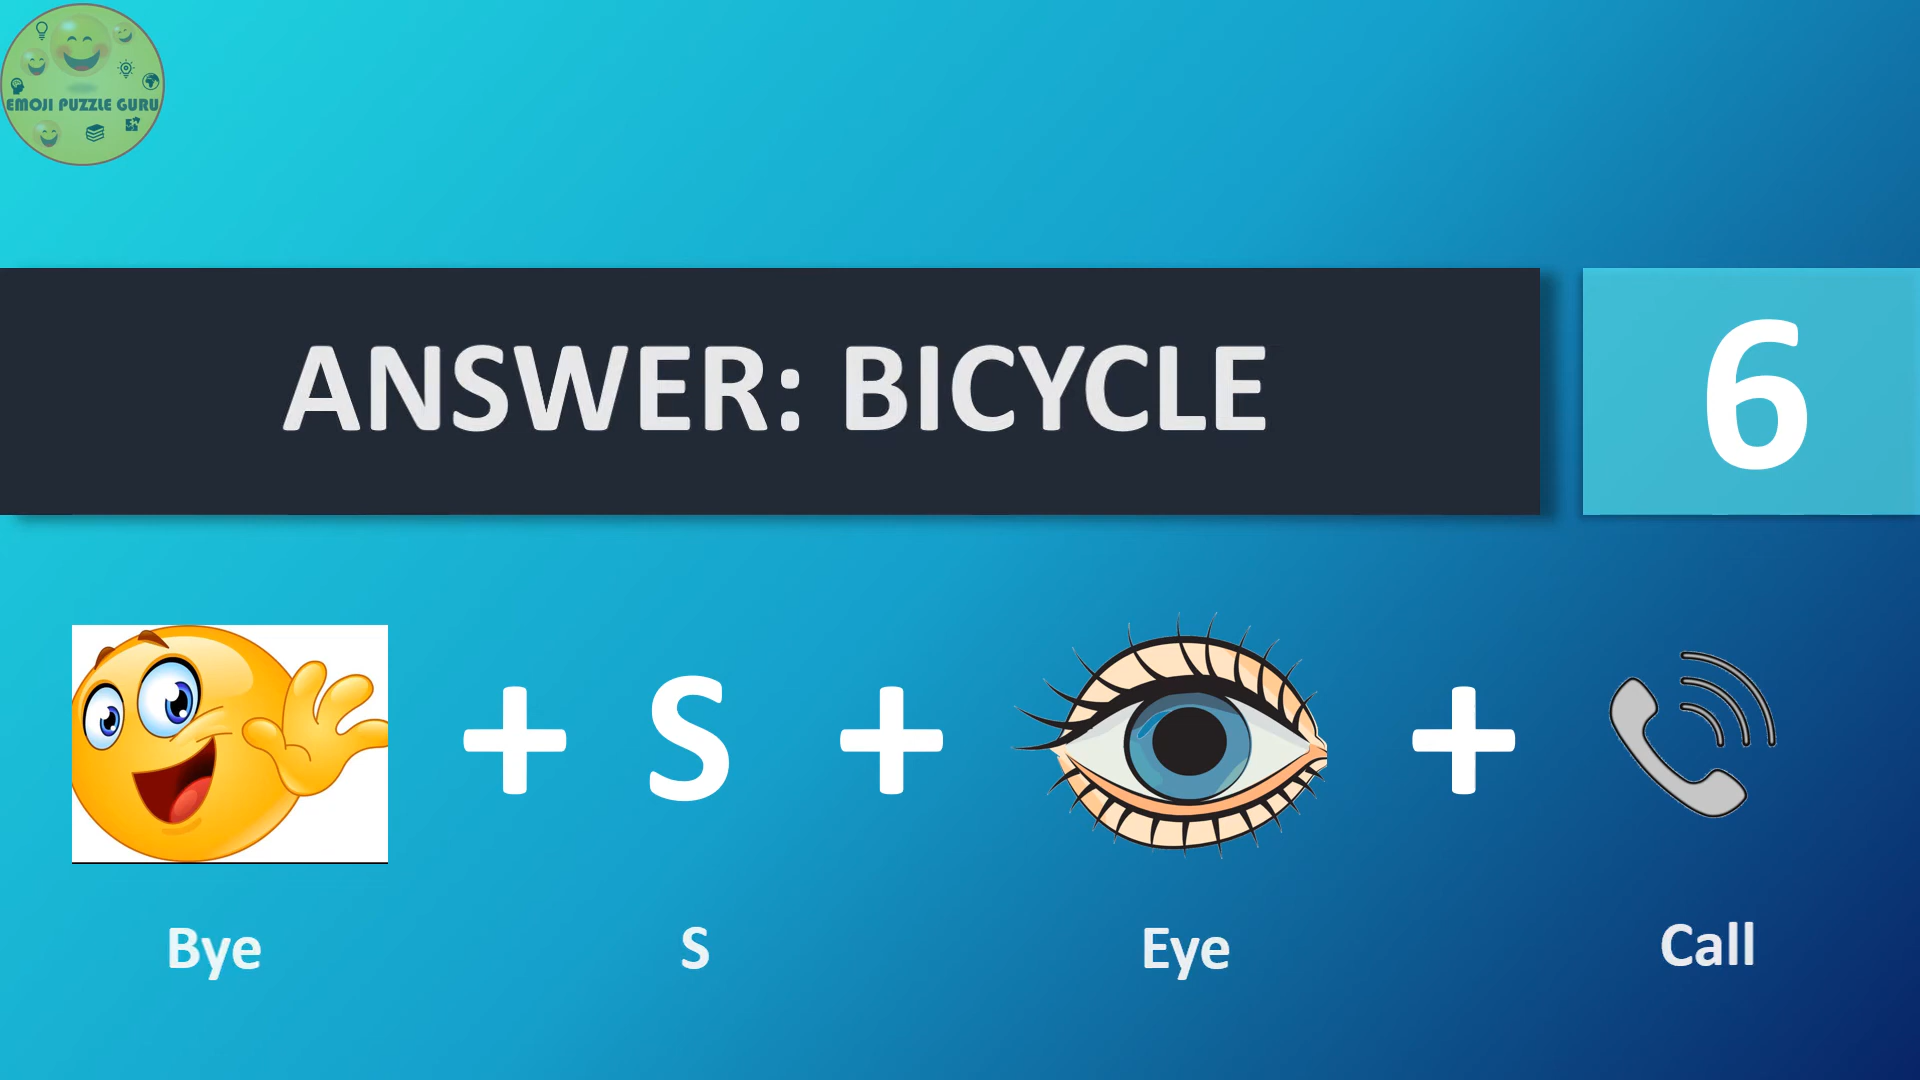 EMOJI PUZZLE GURU
ANSWER: BICYCLE
6
+ S + +
Bye
S
Eye
Call